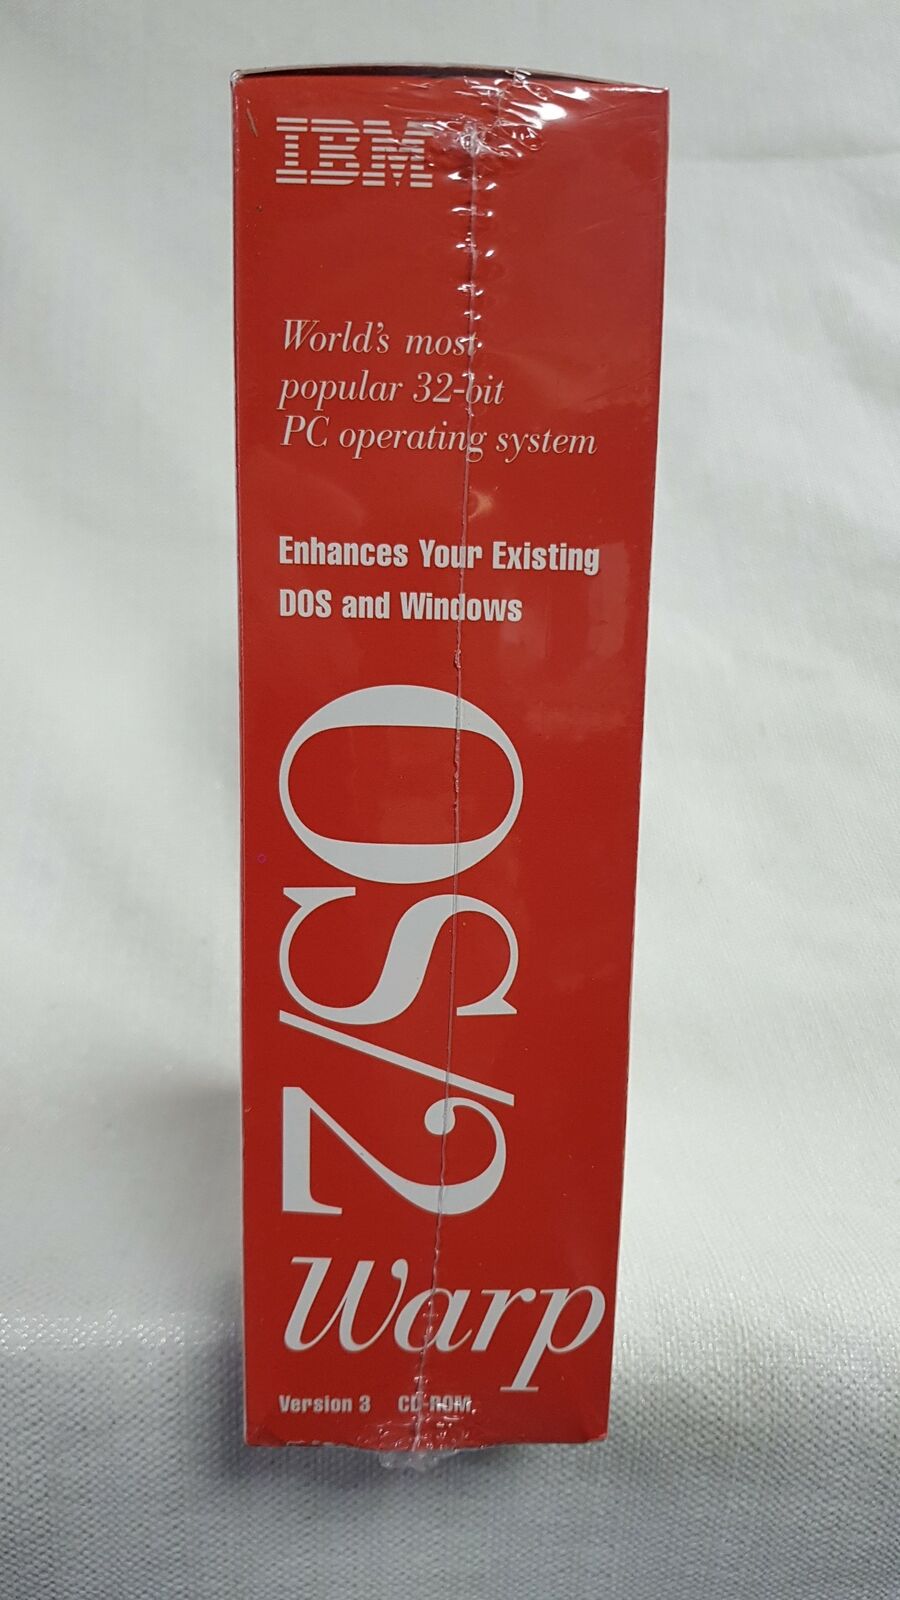 IBM
World's most
popular 32-bit
PC operating system
Enhances Your Existing
DOS and Windows
OS/2
Warp
Version 3 CD-ROM